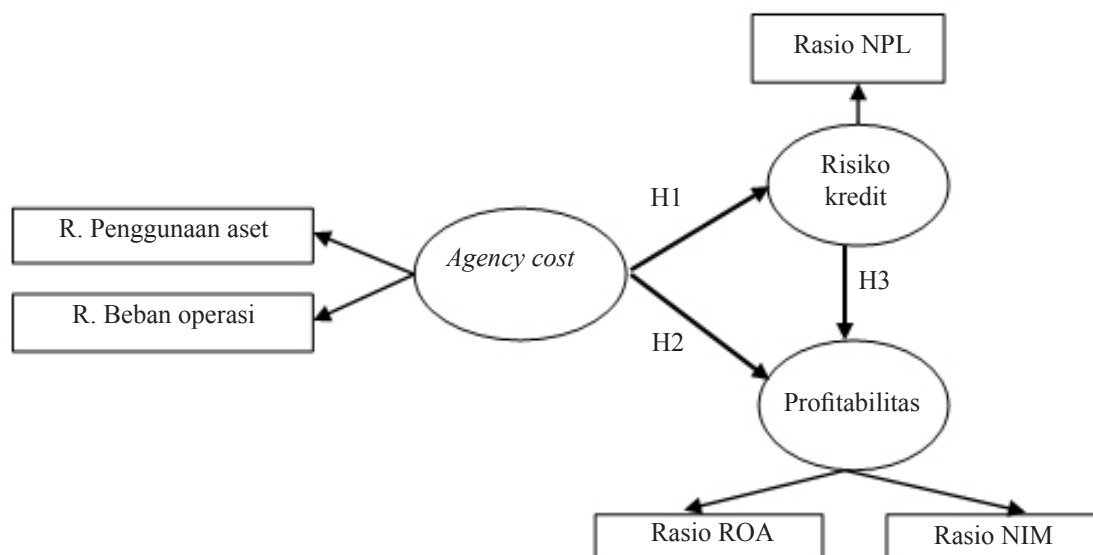 Rasio NPL
Risiko
kredit
H1
R. Penggunaan aset
Agency cost
R. Beban operasi
H3
H2
Profitabilitas
Rasio ROA
Rasio NIM